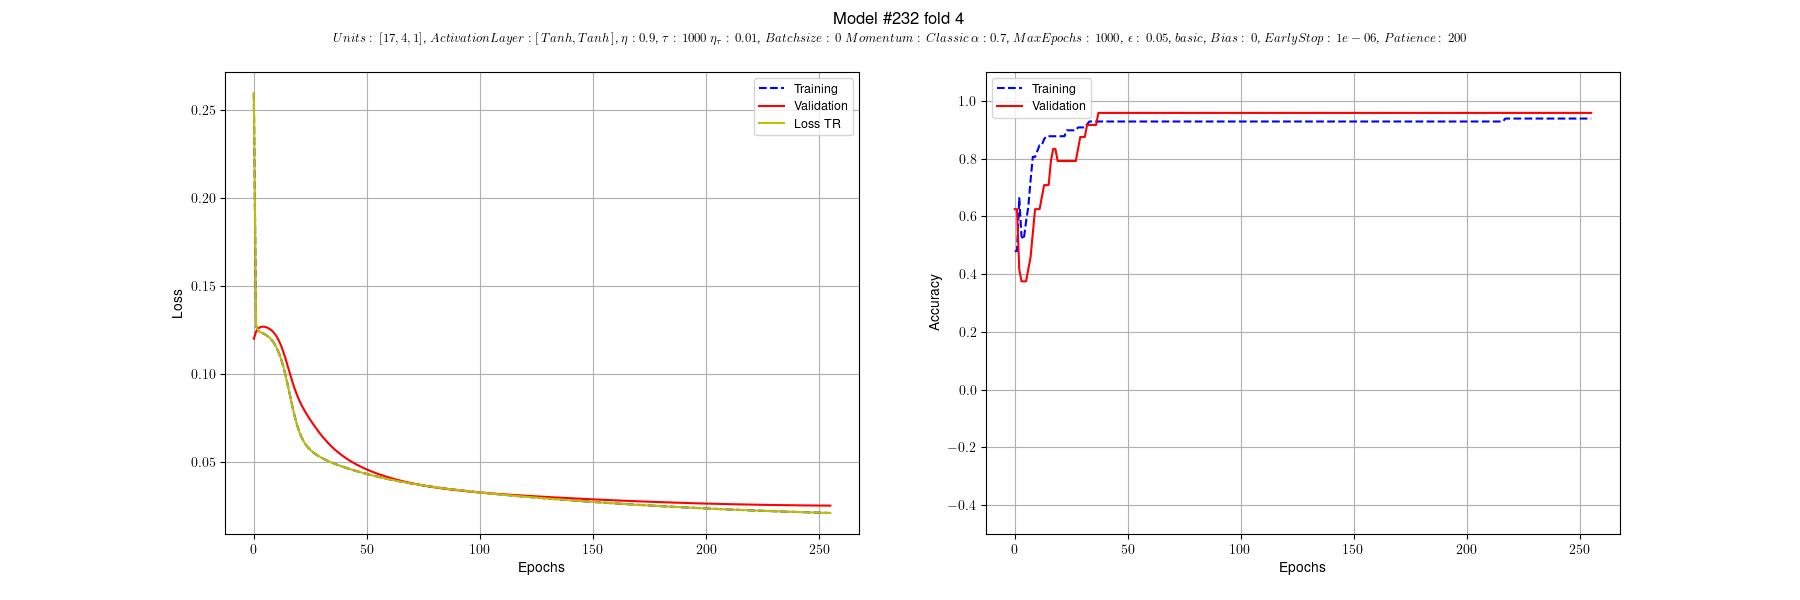 Model #232 fold 4
Units : [17, 4, 1], ActivationLayer : [Tanh, Tanh], η : 0.9, τ : 1000 ητ : 0.01, Batchsize : 0 Momentum : Classic α : 0.7, MaxEpochs : 1000, ϵ : 0.05, basic, Bias : 0, EarlyStop : 1e − 06, Patience : 200
Training
Validation
Loss TR
0.25
0.20
0.15
0.10
0.05
Loss
0 50 100 150 200 250
Epochs
Training
Validation
1.0
0.8
0.6
0.4
0.2
0.0
−0.2
−0.4
Accuracy
0 50 100 150 200 250
Epochs